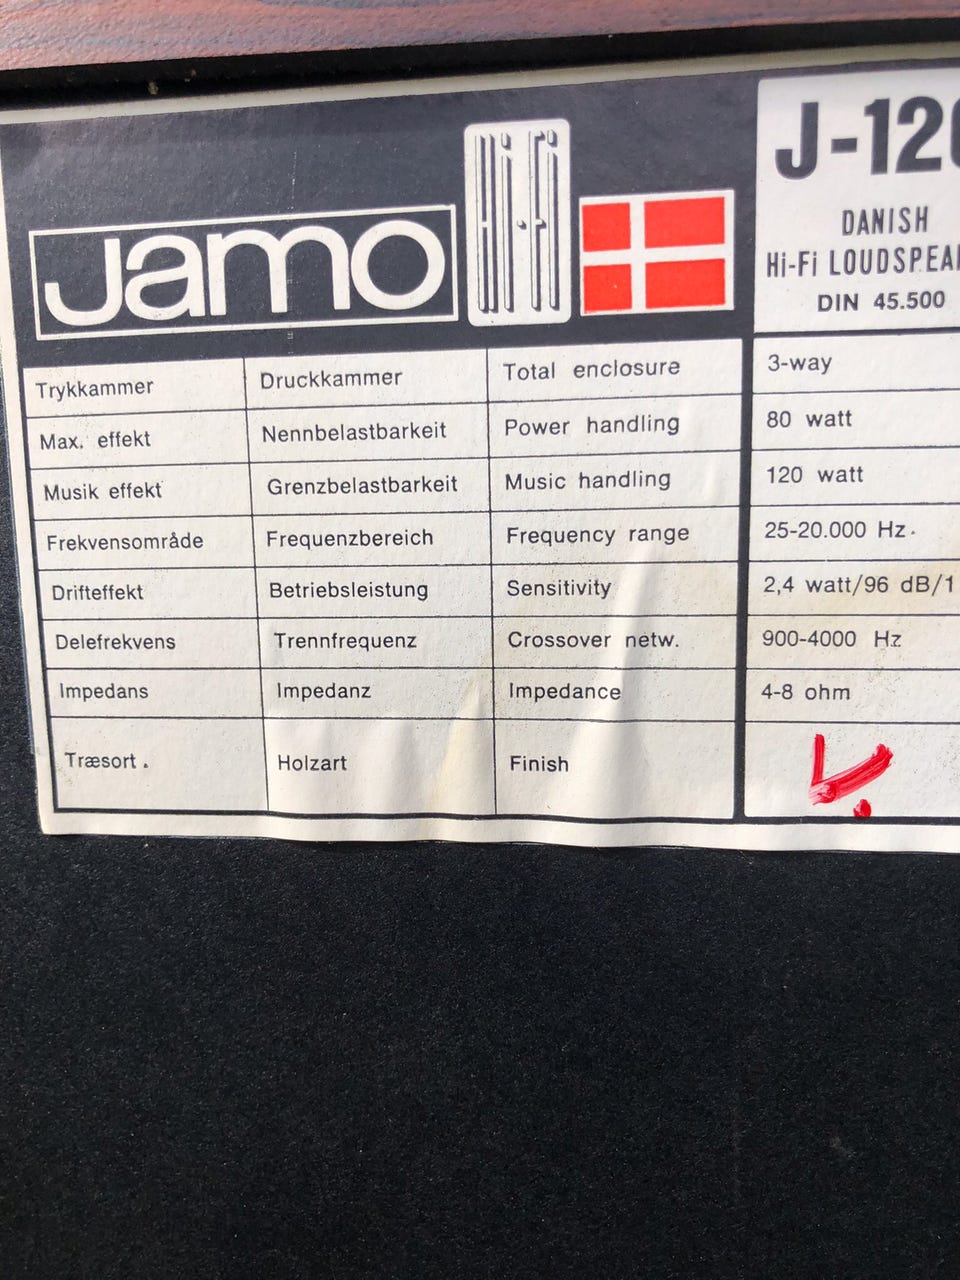 Jamo
Hi-Fi
J-120
DANISH
Hi-Fi LOUDSPEA
DIN 45.500
Trykkammer Druckkammer Total enclosure 3-way
Max. effekt Nennbelastbarkeit Power handling 80 watt
Musik effekt Grenzbelastbarkeit Music handling 120 watt
Frekvensområde Frequenzbereich Frequency range 25-20.000 Hz.
Drifteffekt Betriebsleistung Sensitivity 2,4 watt/96 dB/1
Delefrekvens Trennfrequenz Crossover netw. 900-4000 Hz
Impedans Impedanz Impedance 4-8 ohm
Træsort. Holzart Finish